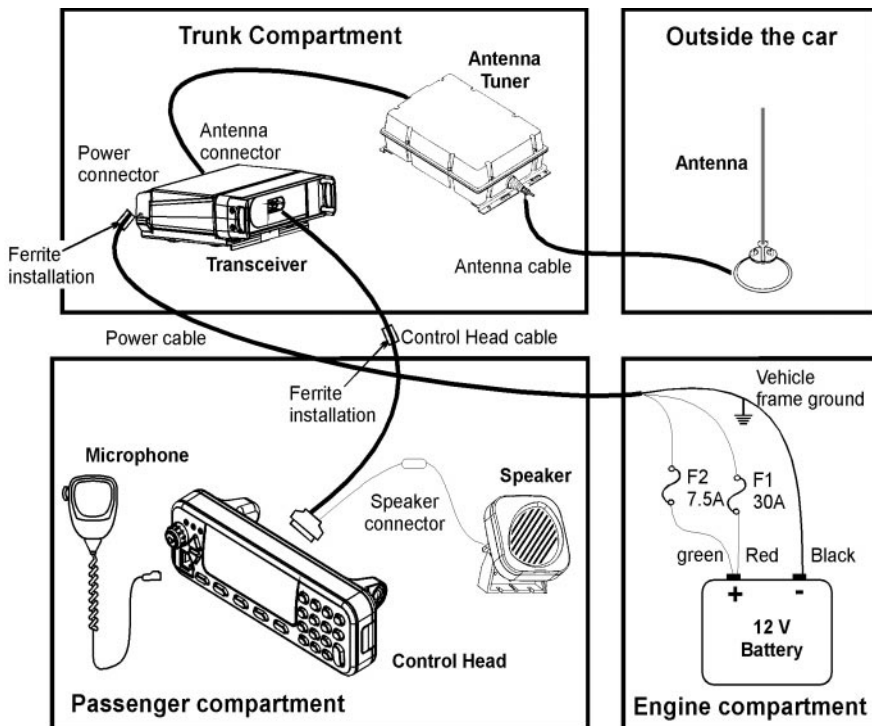 Trunk Compartment
Antenna
Tuner
Antenna
connector
Power
connector
Ferrite
installation
Transceiver
Antenna cable
Outside the car
Antenna
Power cable
Control Head cable
Ferrite
installation
Microphone
Speaker
connector
Speaker
Control Head
Passenger compartment
Vehicle
frame ground
F2
7.5A
F1
30A
green
Red
Black
+
-
12 V
Battery
Engine compartment